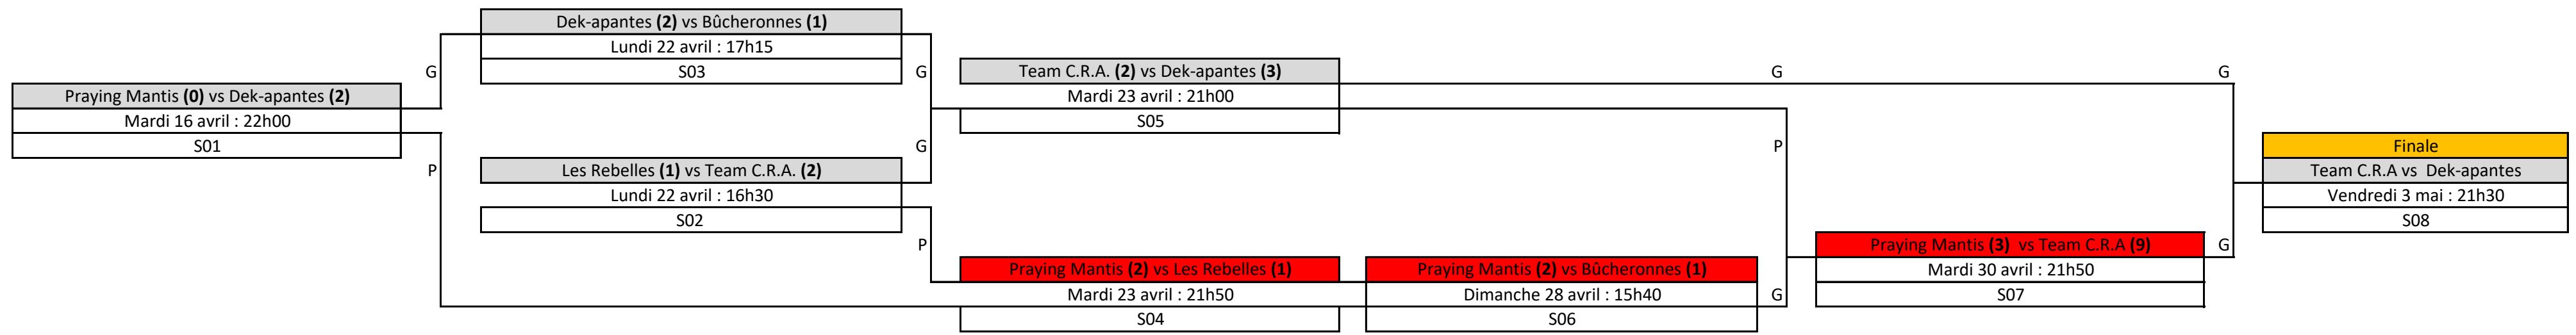 Praying Mantis (0) vs Dek-apantes (2)
Mardi 16 avril : 22h00
S01
G
P
Dek-apantes (2) vs Bûcheronnes (1)
Lundi 22 avril : 17h15
S03
G
Les Rebelles (1) vs Team C.R.A. (2)
Lundi 22 avril : 16h30
S02
G
P
Team C.R.A. (2) vs Dek-apantes (3)
Mardi 23 avril : 21h00
S05
G
P
Praying Mantis (2) vs Les Rebelles (1)
Mardi 23 avril : 21h50
S04
Praying Mantis (2) vs Bûcheronnes (1)
Dimanche 28 avril : 15h40
S06
G
Praying Mantis (3)  vs Team C.R.A (9)
Mardi 30 avril : 21h50
S07
G
G
Finale
Team C.R.A vs  Dek-apantes
Vendredi 3 mai : 21h30
S08